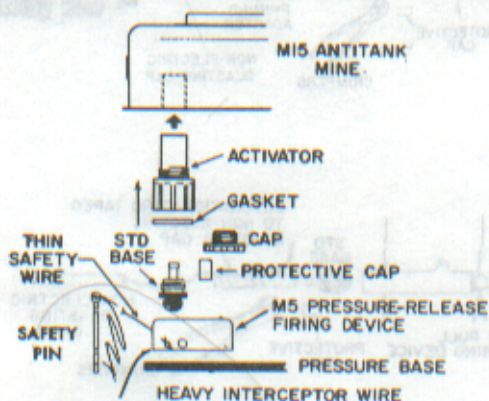 M15 ANTITANK
MINE
ACTIVATOR
GASKET
THIN
SAFETY
WIRE
STD
BASE
CAP
PROTECTIVE CAP
SAFETY
PIN
M5 PRESSURE-RELEASE
FIRING DEVICE
PRESSURE BASE
HEAVY INTERCEPTOR WIRE